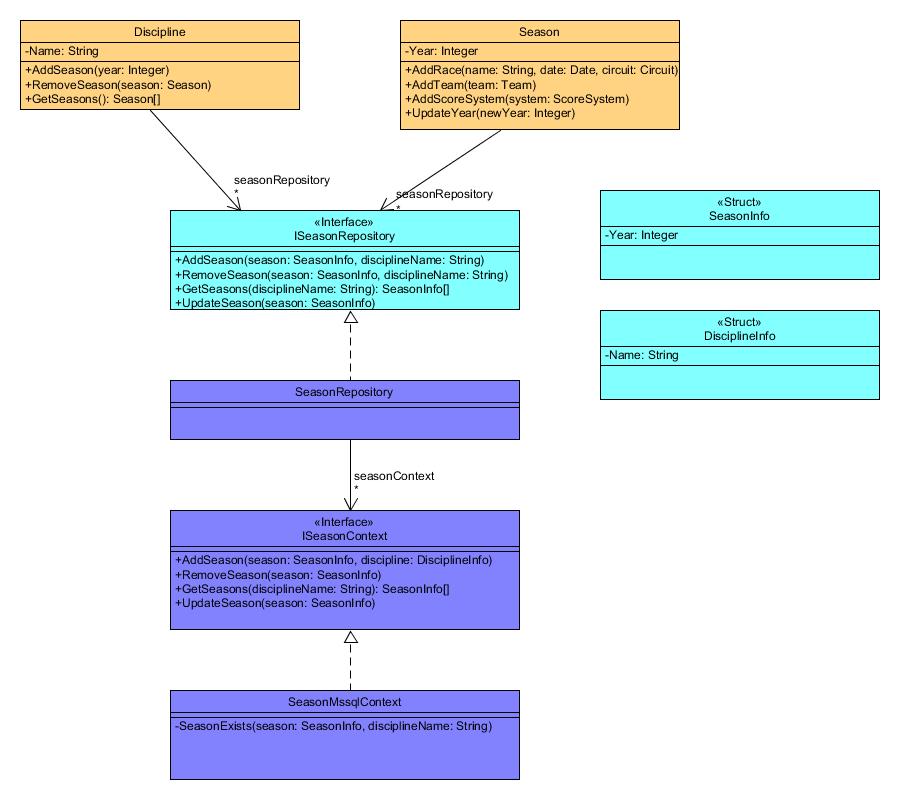 Discipline
-Name: String
+AddSeason(year: Integer)
+RemoveSeason(season: Season)
+GetSeasons(): Season[]
Season
-Year: Integer
+AddRace(name: String, date: Date, circuit: Circuit)
+AddTeam(team: Team)
+AddScoreSystem(system: ScoreSystem)
+UpdateYear(newYear: Integer)
seasonRepository
*
seasonRepository
*
«Interface»
ISeasonRepository
+AddSeason(season: SeasonInfo, disciplineName: String)
+RemoveSeason(season: SeasonInfo, disciplineName: String)
+GetSeasons(disciplineName: String): SeasonInfo[]
+UpdateSeason(season: SeasonInfo)
«Struct»
SeasonInfo
-Year: Integer
«Struct»
DisciplineInfo
-Name: String
SeasonRepository
seasonContext
*
«Interface»
ISeasonContext
+AddSeason(season: SeasonInfo, discipline: DisciplineInfo)
+RemoveSeason(season: SeasonInfo)
+GetSeasons(disciplineName: String): SeasonInfo[]
+UpdateSeason(season: SeasonInfo)
SeasonMssqlContext
-SeasonExists(season: SeasonInfo, disciplineName: String)